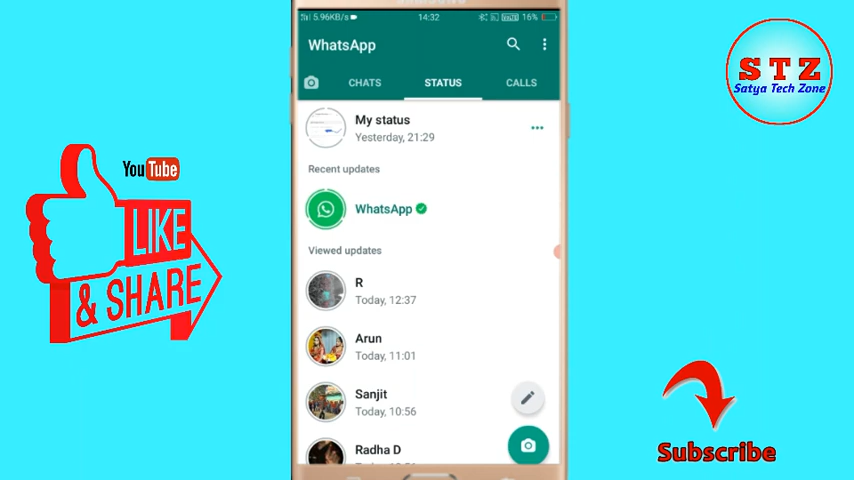 5.96KB/s
14:32
16%
WhatsApp
CHATS
STATUS
CALLS
My status
Yesterday, 21:29
Recent updates
WhatsApp
Viewed updates
R
Today, 12:37
Arun
Today, 11:01
Sanjit
Today, 10:56
Radha D
YouTube
LIKE
& SHARE
S T Z
Satya Tech Zone
Subscribe